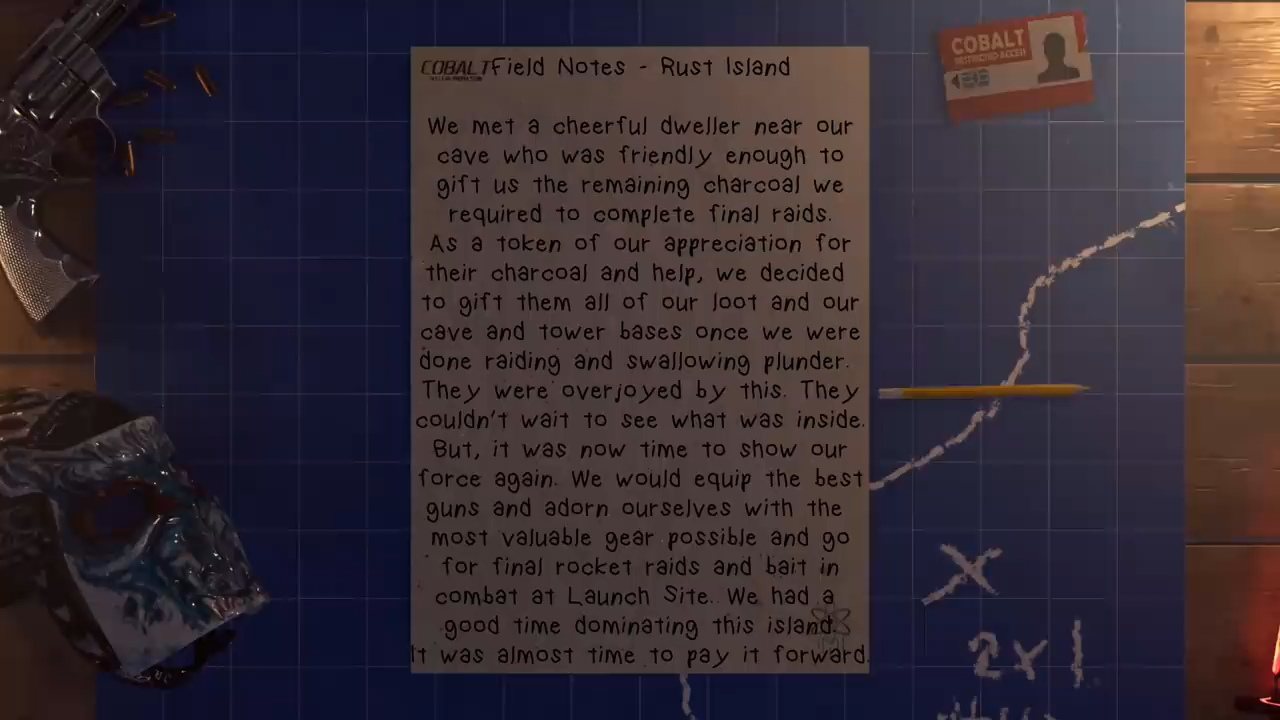 COBALT Field Notes - Rust Island
We met a cheerful dweller near our
cave who was friendly enough to
gift us the remaining charcoal we
required to complete final raids.
As a token of our appreciation for
their charcoal and help, we decided
to gift them all of our loot and our
cave and tower bases once we were
done raiding and swallowing plunder.
They were overjoyed by this. They
couldn't wait to see what was inside.
But, it was now time to show our
force again. We would equip the best
guns and adorn ourselves with the
most valuable gear possible and go
for final rocket raids and bait in
combat at Launch Site. We had a
good time dominating this island.
It was almost time to pay it forward.
COBALT
RESTRICTED ACCESS
X
2x1